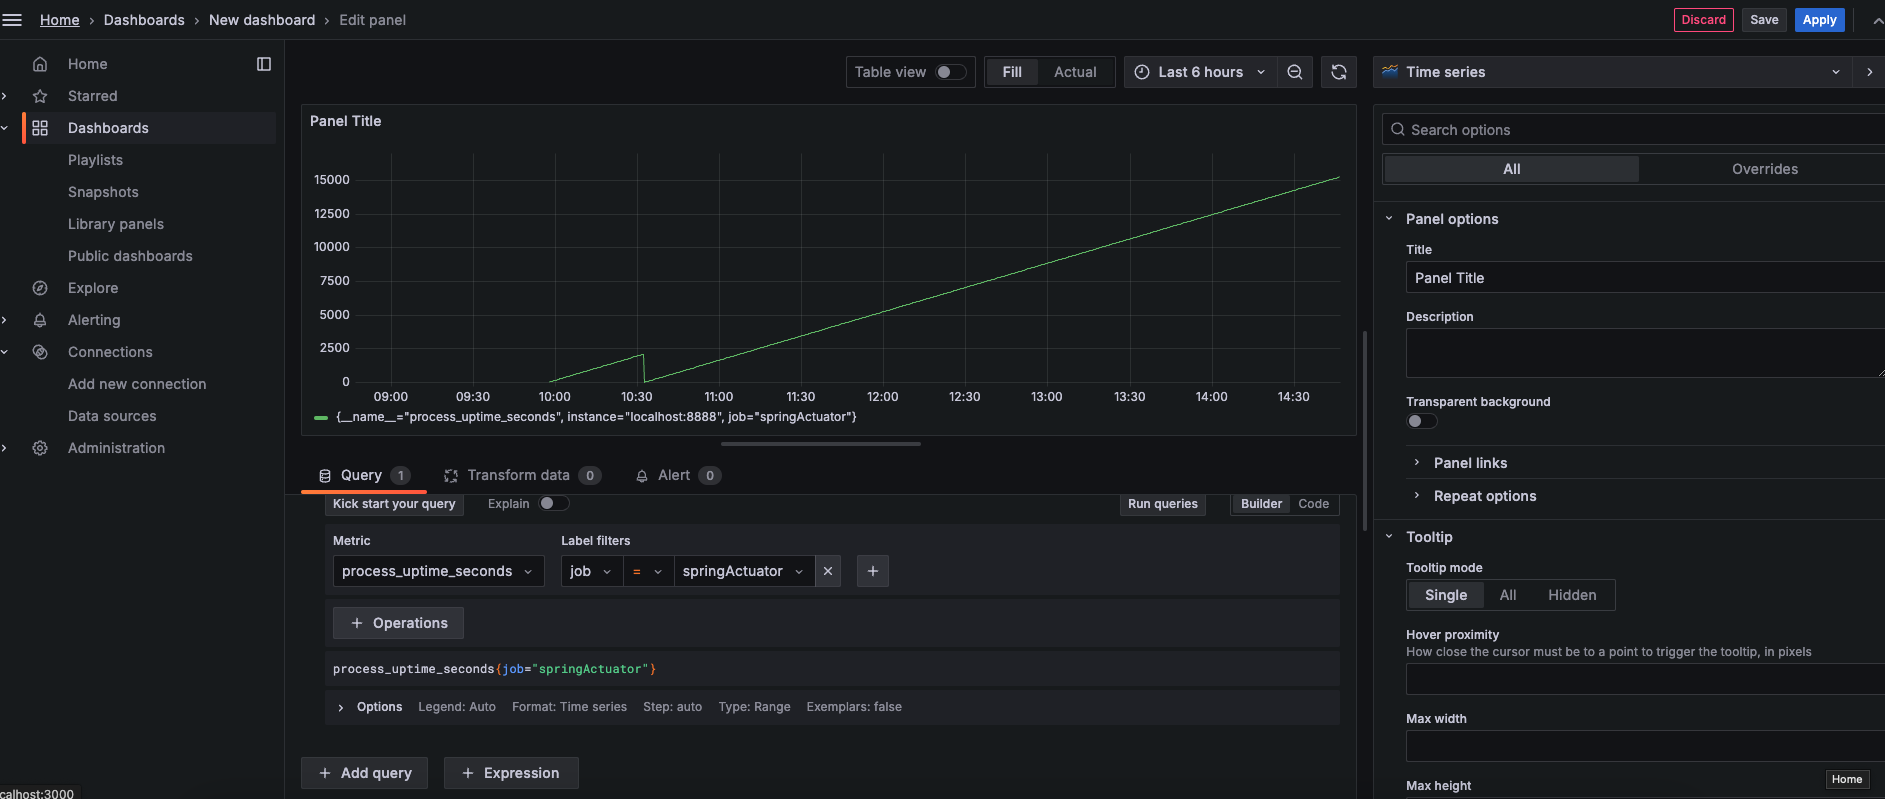 Home › Dashboards › New dashboard › Edit panel
Discard Save Apply
Home
Starred
Dashboards
Playlists
Snapshots
Library panels
Public dashboards
Explore
Alerting
Connections
Add new connection
Data sources
Administration
Table view Fill Actual Last 6 hours
Panel Title
15000
12500
10000
7500
5000
2500
0
09:00 09:30 10:00 10:30 11:00 11:30 12:00 12:30 13:00 13:30 14:00 14:30
{__name__="process_uptime_seconds", instance="localhost:8888", job="springActuator"}
Query 1 Transform data 0 Alert 0
Kick start your query Explain Run queries Builder Code
Metric Label filters
process_uptime_seconds job = springActuator × +
+ Operations
process_uptime_seconds{job="springActuator"}
Options Legend: Auto Format: Time series Step: auto Type: Range Exemplars: false
+ Add query + Expression
Time series
Search options
All Overrides
Panel options
Title
Panel Title
Description
Transparent background
Panel links
Repeat options
Tooltip
Tooltip mode
Single All Hidden
Hover proximity
How close the cursor must be to a point to trigger the tooltip, in pixels
Max width
Max height
Home
calhost:3000